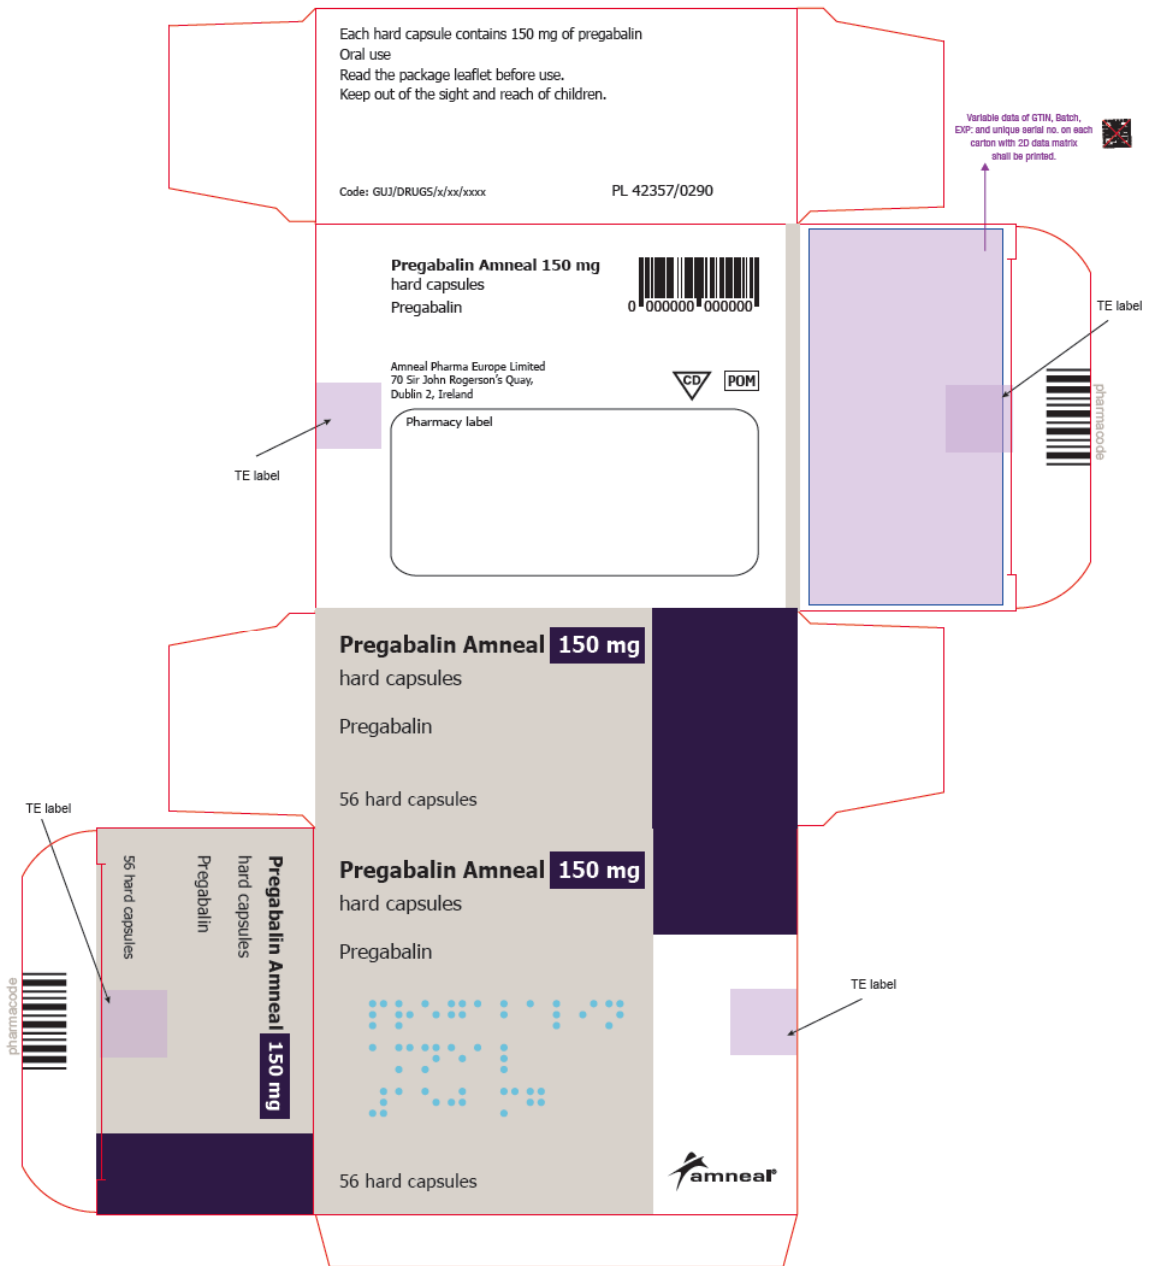 Each hard capsule contains 150 mg of pregabalin
Oral use
Read the package leaflet before use.
Keep out of the sight and reach of children.
Code: GUJ/DRUGS/x/xx/xxxx
PL 42357/0290
Variable data of GTIN, Batch,
EXP: and unique serial no. on each
carton with 2D data matrix
shall be printed.
Pregabalin Amneal 150 mg
hard capsules
Pregabalin
0 000000 000000
Amneal Pharma Europe Limited
70 Sir John Rogerson's Quay,
Dublin 2, Ireland
CD
POM
Pharmacy label
TE label
TE label
pharmacode
Pregabalin Amneal 150 mg
hard capsules
Pregabalin
56 hard capsules
TE label
Pregabalin Amneal 150 mg
hard capsules
Pregabalin
56 hard capsules
pharmacode
Pregabalin Amneal 150 mg
hard capsules
Pregabalin
56 hard capsules
TE label
amneal®